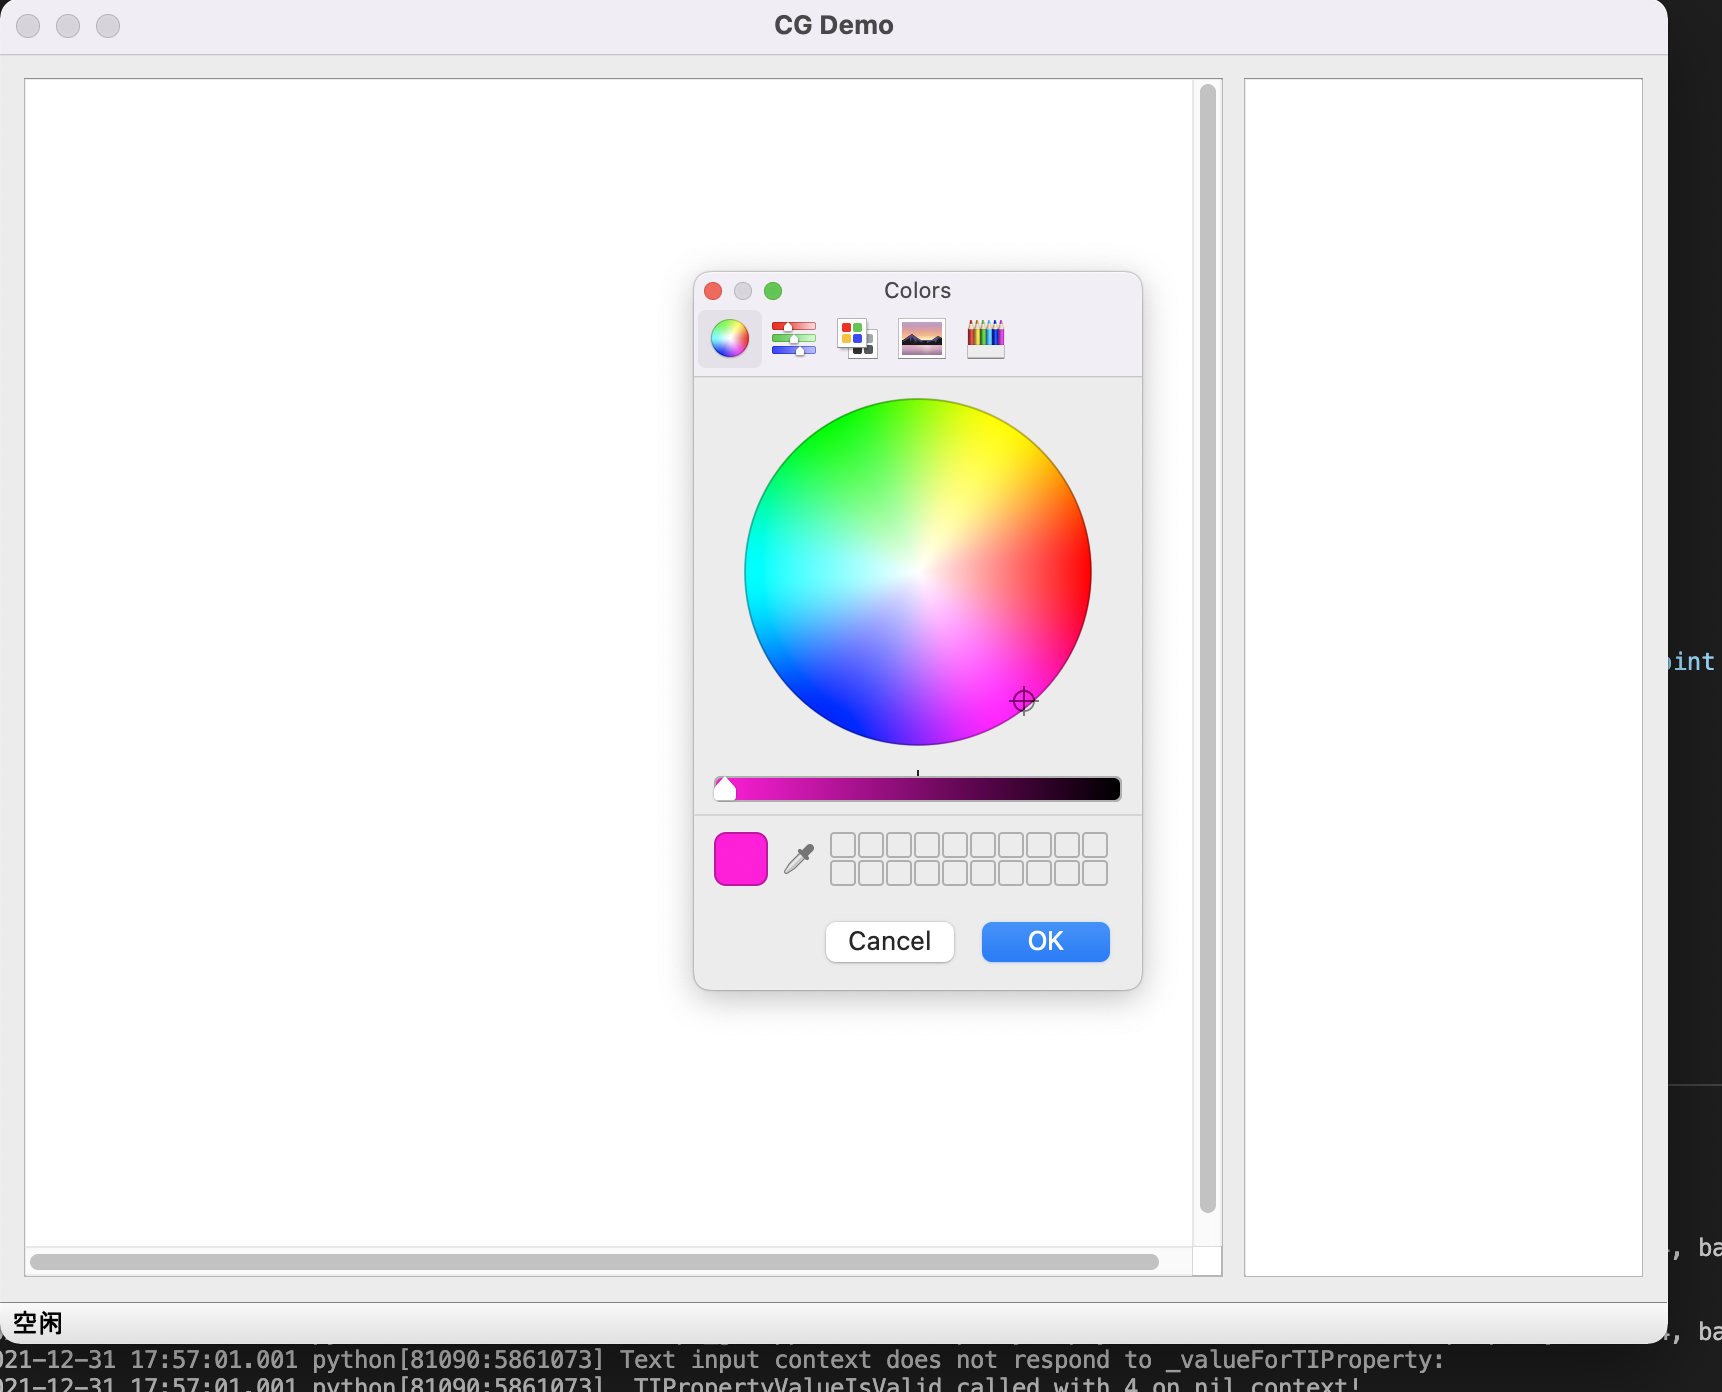 CG Demo
Colors
Cancel
OK
空闲
oint
, ba
, ba
021-12-31 17:57:01.001 python[81090:5861073] Text input context does not respond to _valueForTIProperty:
021-12-31 17:57:01.001 python[81090:5861073] _TIPropertyValueIsValid called with 4 on nil context!